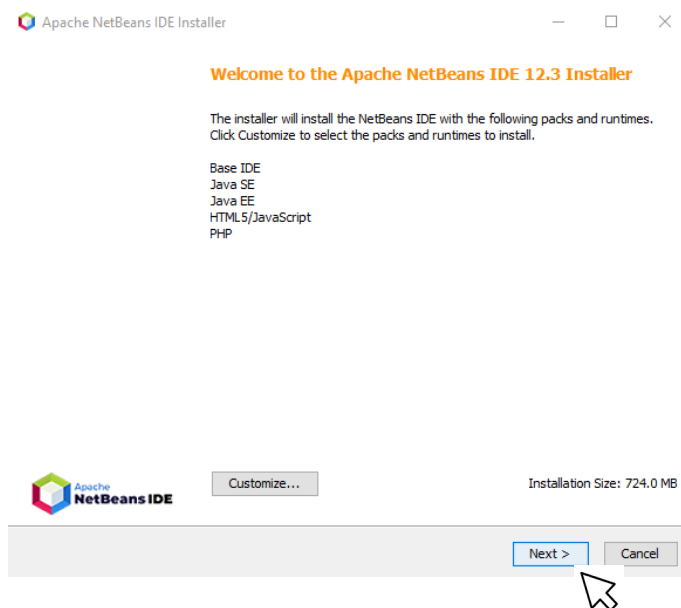 Apache NetBeans IDE Installer
Welcome to the Apache NetBeans IDE 12.3 Installer
The installer will install the NetBeans IDE with the following packs and runtimes.
Click Customize to select the packs and runtimes to install.
Base IDE
Java SE
Java EE
HTML5/JavaScript
PHP
Apache
NetBeans IDE
Customize...
Installation Size: 724.0 MB
Next >
Cancel